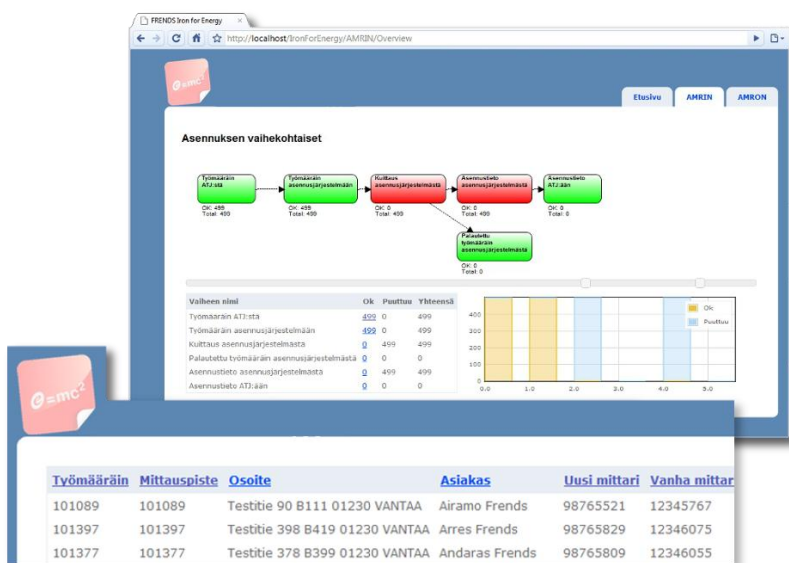 FRENDS Iron for Energy
http://localhost/IronForEnergy/AMRIN/Overview
e=mc²
Etusivu AMRIN AMRON
Asennuksen vaihekohtaiset
Työmääräin ATJ:stä
OK: 499
Total: 499
Työmääräin asennusjärjestelmään
OK: 499
Total: 499
Kuittaus asennusjärjestelmästä
OK: 0
Total: 499
Asennustieto asennusjärjestelmästä
OK: 0
Total: 499
Asennustieto ATJ:ään
OK: 0
Total: 0
Palautettu työmääräin asennusjärjestelmästä
OK: 0
Total: 0
Vaiheen nimi Ok Puuttuu Yhteensä
Työmääräin ATJ:stä 499 0 499
Työmääräin asennusjärjestelmään 499 0 499
Kuittaus asennusjärjestelmästä 0 499 499
Palautettu työmääräin asennusjärjestelmästä 0 0 0
Asennustieto asennusjärjestelmästä 0 499 499
Asennustieto ATJ:ään 0 0 0
Ok
Puuttuu
400
300
200
100
0
0.0 1.0 2.0 3.0 4.0 5.0
e=mc²
Työmääräin Mittauspiste Osoite Asiakas Uusi mittari Vanha mittar
101089 101089 Testitie 90 B111 01230 VANTAA Airamo Frends 98765521 12345767
101397 101397 Testitie 398 B419 01230 VANTAA Arres Frends 98765829 12346075
101377 101377 Testitie 378 B399 01230 VANTAA Andaras Frends 98765809 12346055